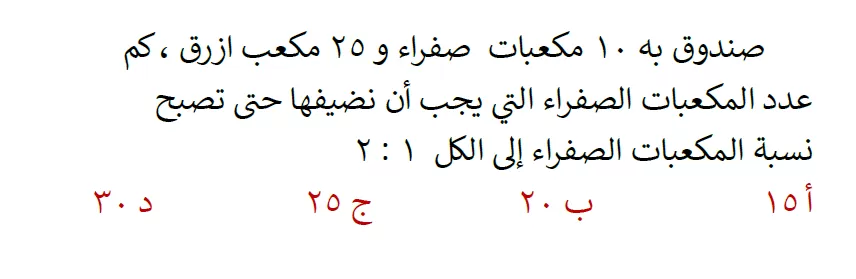 صندوق به ١٠ مكعبات صفراء و ٢٥ مكعب ازرق ، كم
عدد المكعبات الصفراء التي يجب أن نضيفها حتى تصبح
نسبة المكعبات الصفراء إلى الكل ١ : ٢
أ ١٥ ب ٢٠ ج ٢٥ د ٣٠